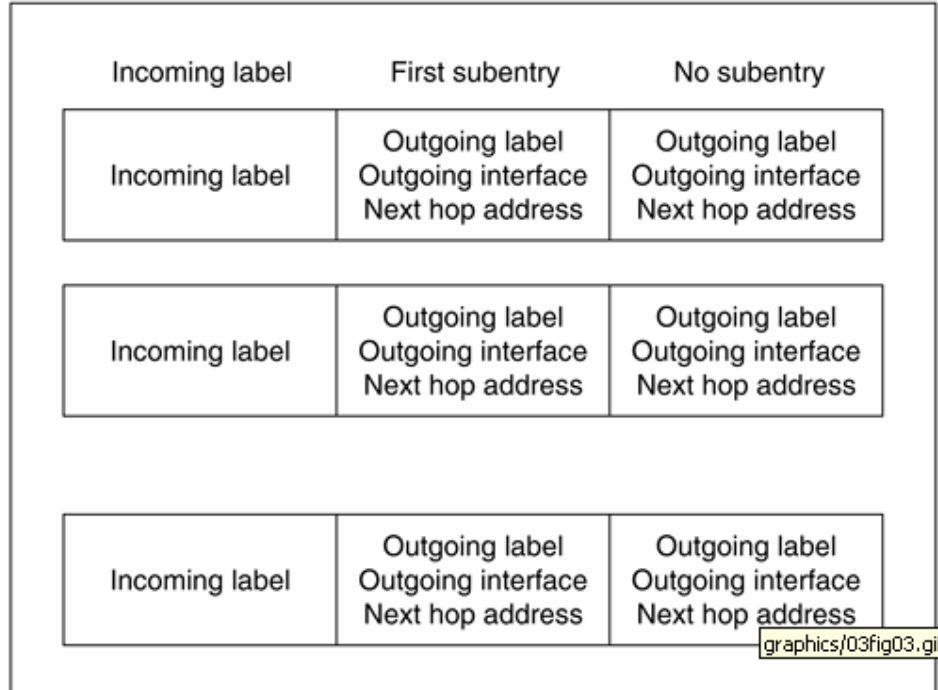 Incoming label First subentry No subentry
Incoming label
Outgoing label
Outgoing interface
Next hop address
Outgoing label
Outgoing interface
Next hop address
Incoming label
Outgoing label
Outgoing interface
Next hop address
Outgoing label
Outgoing interface
Next hop address
Incoming label
Outgoing label
Outgoing interface
Next hop address
Outgoing label
Outgoing interface
Next hop address
graphics/03fig03.gi